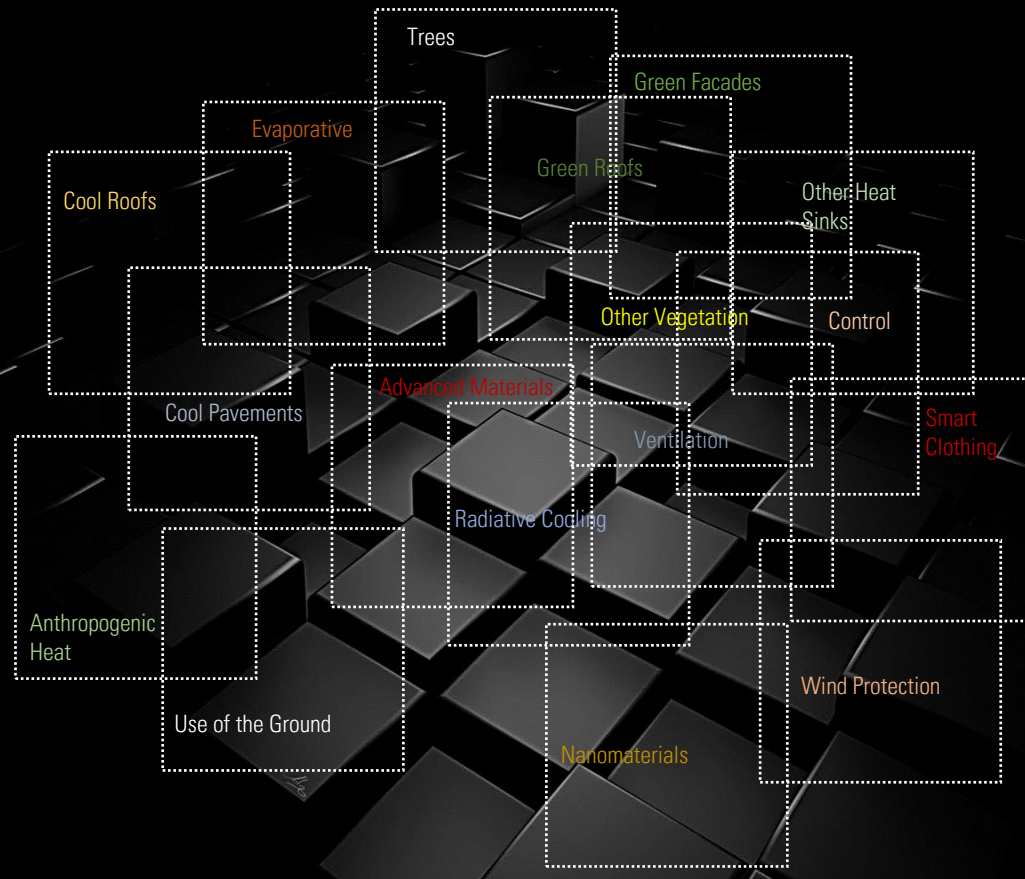 Trees
Green Facades
Evaporative
Green Roofs
Cool Roofs
Other Heat
Sinks
Other Vegetation
Control
Advanced Materials
Cool Pavements
Smart
Clothing
Ventilation
Radiative Cooling
Anthropogenic
Heat
Wind Protection
Use of the Ground
Nanomaterials